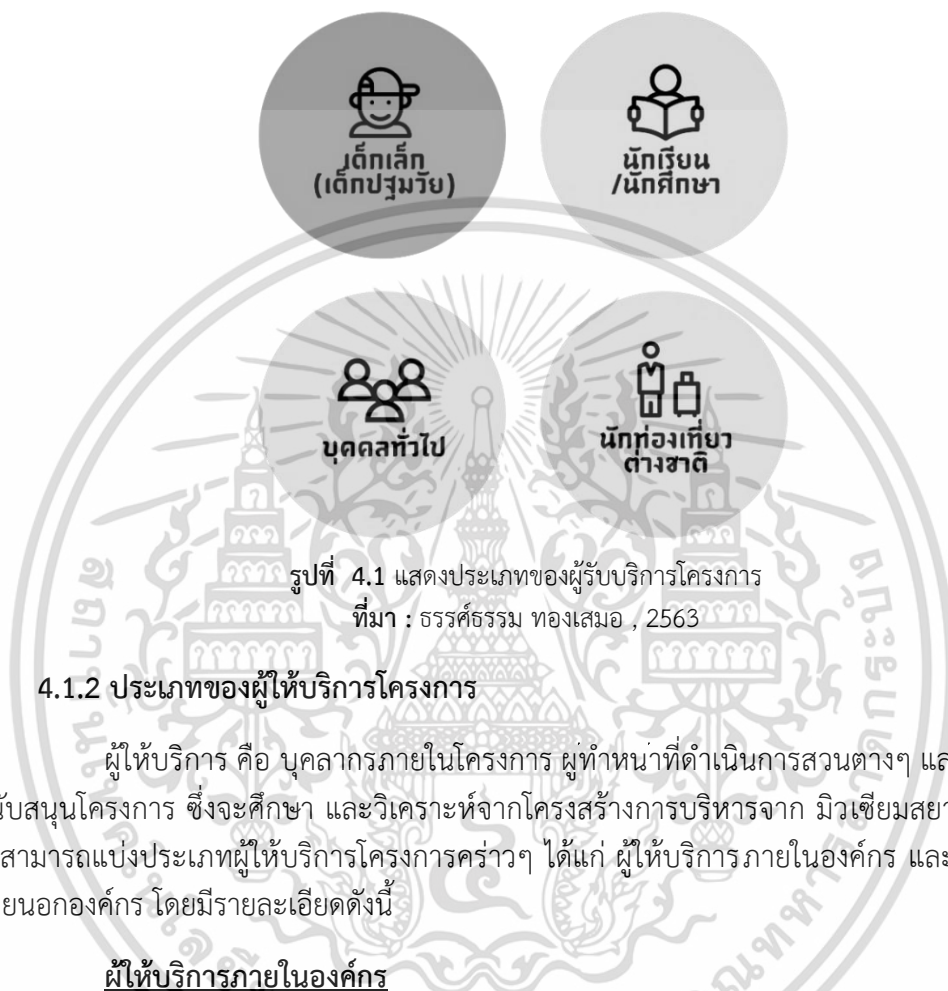 เด็กเล็ก
(เด็กปฐมวัย)
นักเรียน
/นักศึกษา
บุคคลทั่วไป
นักท่องเที่ยว
ต่างชาติ
รูปที่ 4.1 แสดงประเภทของผู้รับบริการโครงการ
ที่มา : ธรรศ์ธรรม ทองเสมอ , 2563
4.1.2 ประเภทของผู้ให้บริการโครงการ
ผู้ให้บริการ คือ บุคลากรภายในโครงการ ผู้ทำหน้าที่ดำเนินการสวนต่างๆ แล
นับสนุนโครงการ ซึ่งจะศึกษา และวิเคราะห์จากโครงสร้างการบริหารจาก มิวเซียมสยา
สามารถแบ่งประเภทผู้ให้บริการโครงการคร่าวๆ ได้แก่ ผู้ให้บริการภายในองค์กร และ
ยนอกองค์กร โดยมีรายละเอียดดังนี้
ผู้ให้บริการภายในองค์กร